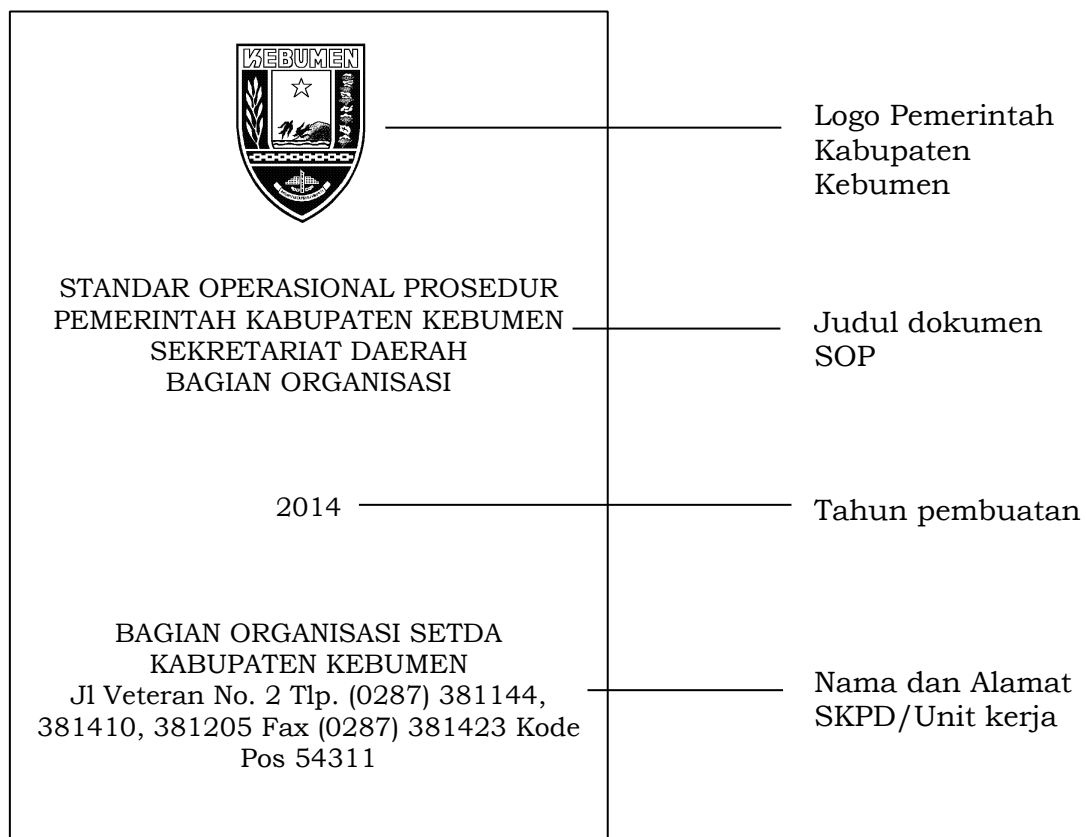 KEBUMEN
Logo Pemerintah
Kabupaten
Kebumen
STANDAR OPERASIONAL PROSEDUR
PEMERINTAH KABUPATEN KEBUMEN
SEKRETARIAT DAERAH
BAGIAN ORGANISASI
Judul dokumen
SOP
2014
Tahun pembuatan
BAGIAN ORGANISASI SETDA
KABUPATEN KEBUMEN
Jl Veteran No. 2 Tlp. (0287) 381144,
381410, 381205 Fax (0287) 381423 Kode
Pos 54311
Nama dan Alamat
SKPD/Unit kerja